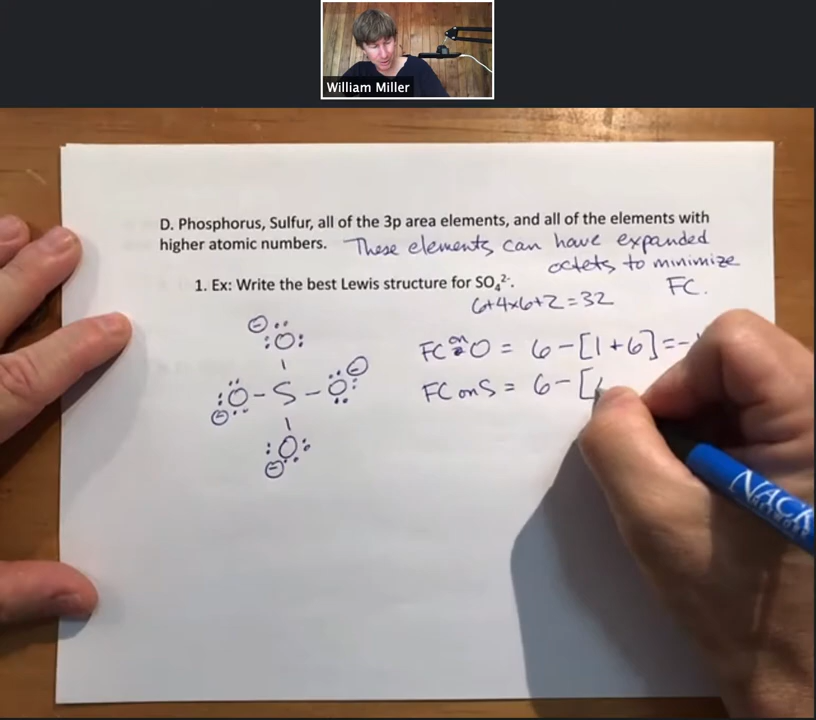 William Miller
D. Phosphorus, Sulfur, all of the 3p area elements, and all of the elements with
higher atomic numbers. These elements can have expanded
octets to minimize
FC.
1. Ex: Write the best Lewis structure for SO₄²⁻.
6+4×6+2=32
⊖
:O:
:O-S-O: ⊖
⊖
:O:
⊖
FC on O = 6-[1+6]=-1
FC on S = 6-[
NACK